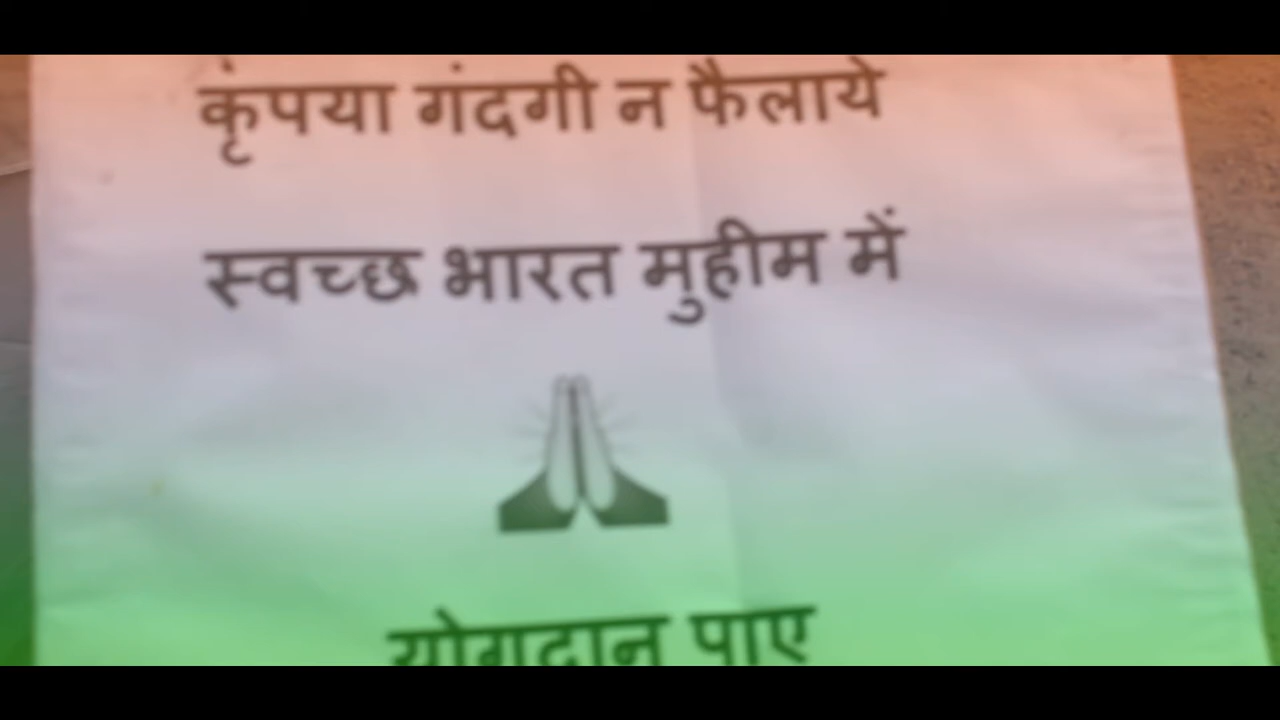 कृंपया गंदगी न फैलाये
स्वच्छ भारत मुहीम में
योगदान पाए